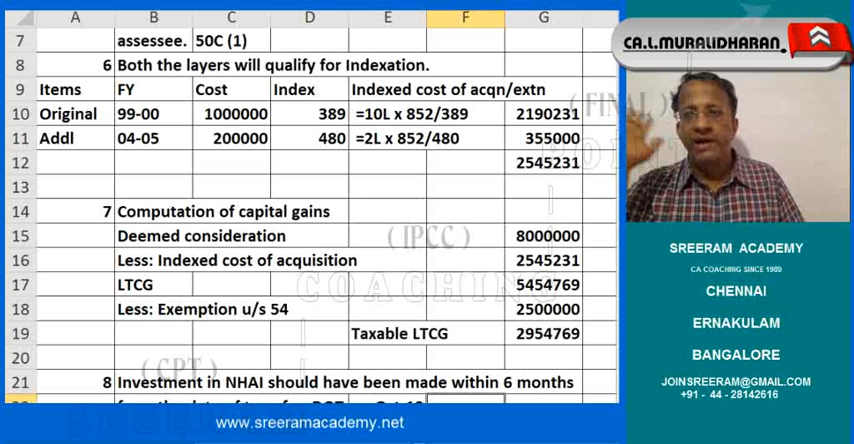 A B C D E F G
7 assessee. 50C (1)
8 6 Both the layers will qualify for Indexation.
9 Items FY Cost Index Indexed cost of acqn/extn
10 Original 99-00 1000000 389 =10L x 852/389 2190231
11 Addl 04-05 200000 480 =2L x 852/480 355000
12 2545231
13
14 7 Computation of capital gains
15 Deemed consideration 8000000
16 Less: Indexed cost of acquisition 2545231
17 LTCG 5454769
18 Less: Exemption u/s 54 2500000
19 Taxable LTCG 2954769
20
21 8 Investment in NHAI should have been made within 6 months
(FINAL)
POINT
(IPCC)
COACHING
(CPT)
CA.L.MURALIDHARAN.
SREERAM ACADEMY
CA COACHING SINCE 1989
CHENNAI
ERNAKULAM
BANGALORE
JOINSREERAM@GMAIL.COM
+91 - 44 - 28142616
www.sreeramacademy.net